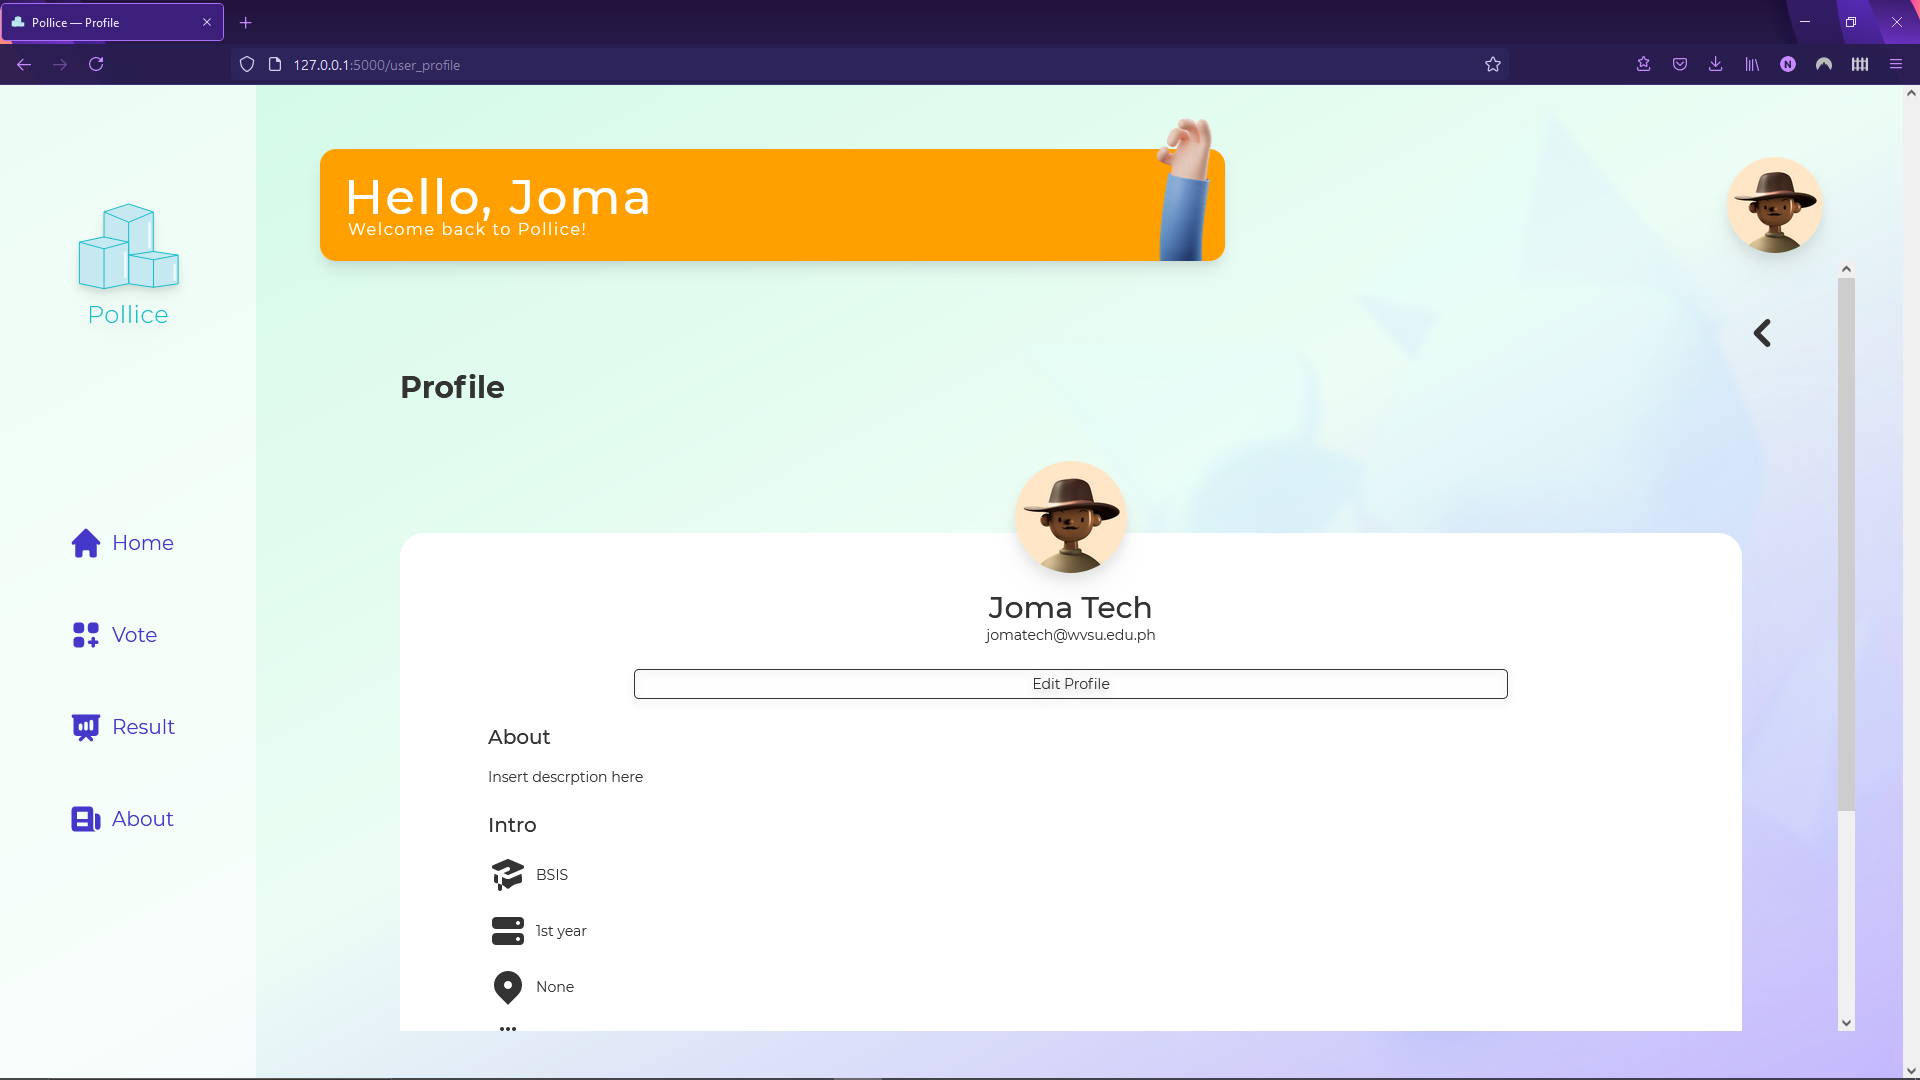 Pollice — Profile
127.0.0.1:5000/user_profile
N
Hello, Joma
Welcome back to Pollice!
Pollice
Profile
Home
Vote
Result
About
Joma Tech
jomatech@wvsu.edu.ph
Edit Profile
About
Insert descrption here
Intro
BSIS
1st year
None